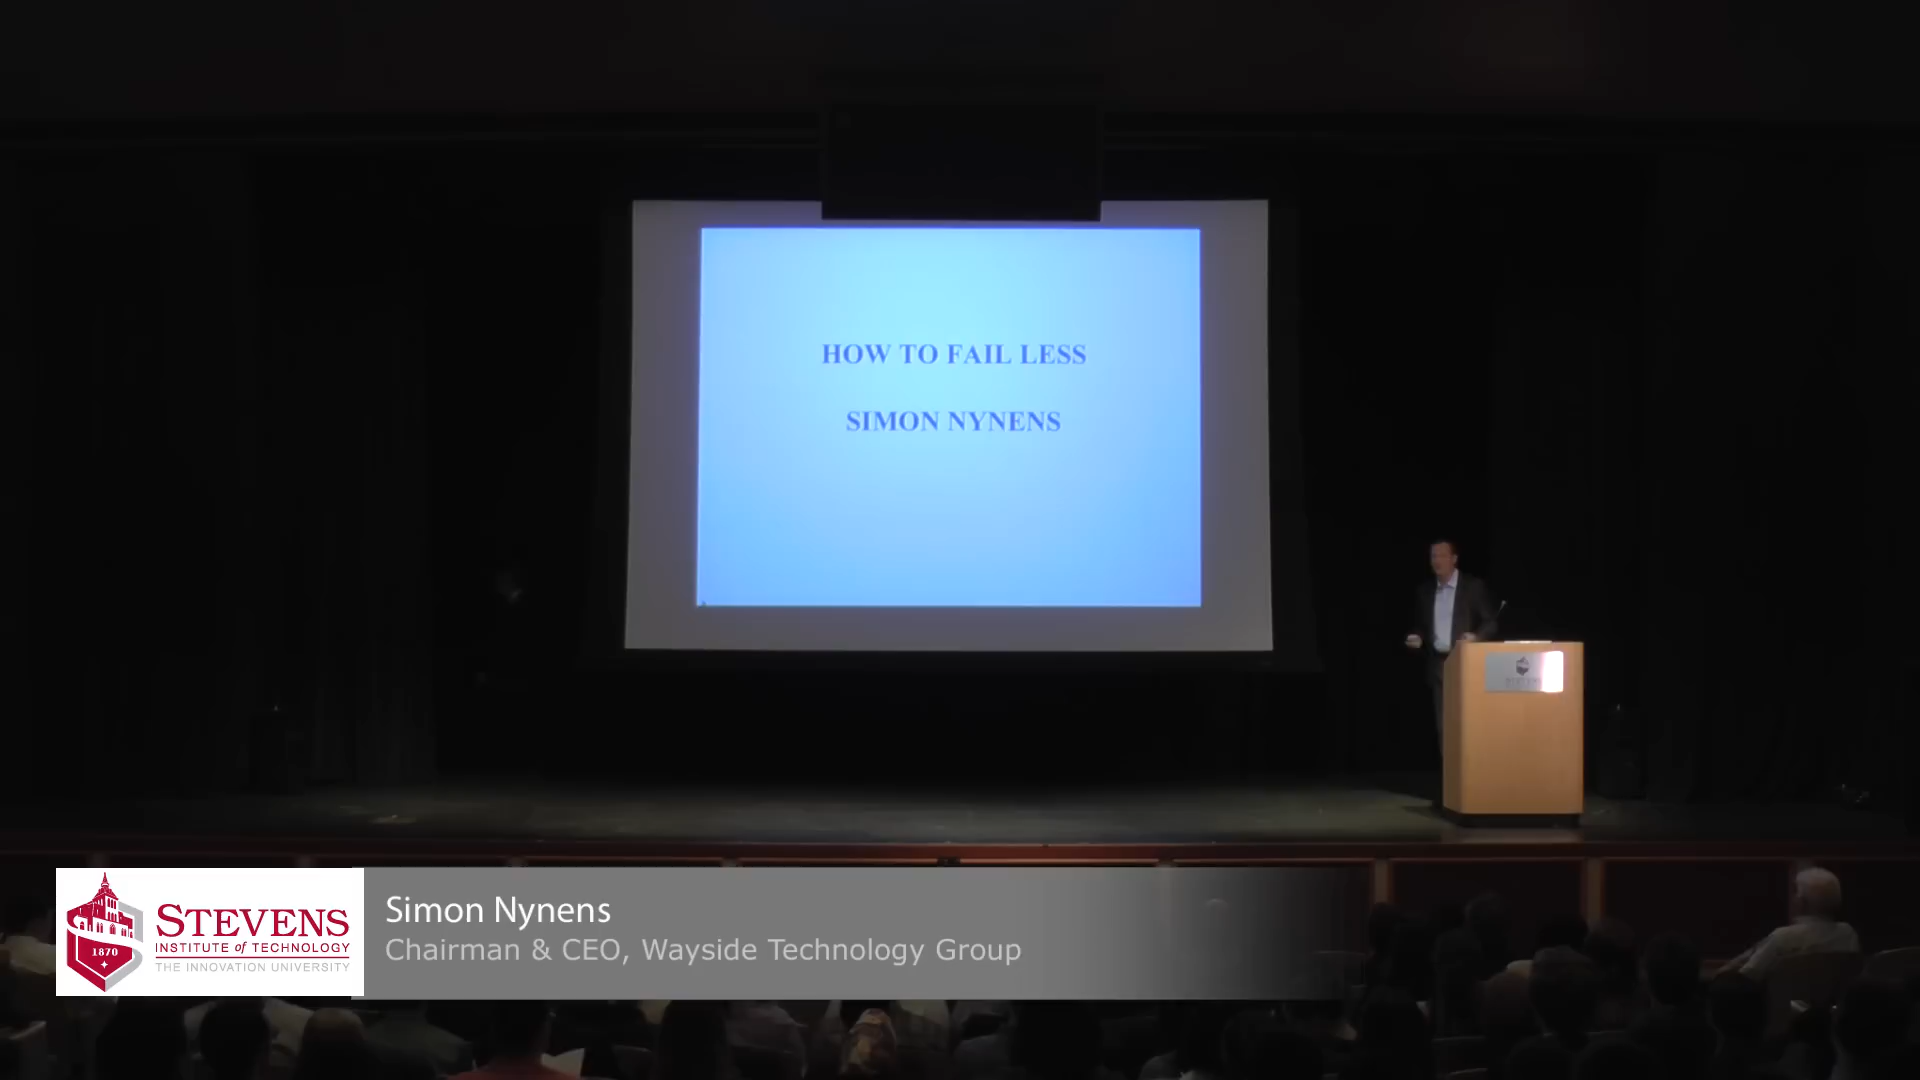 HOW TO FAIL LESS
SIMON NYNENS
STEVENS
INSTITUTE of TECHNOLOGY
THE INNOVATION UNIVERSITY
1870
Simon Nynens
Chairman & CEO, Wayside Technology Group
STEVENS